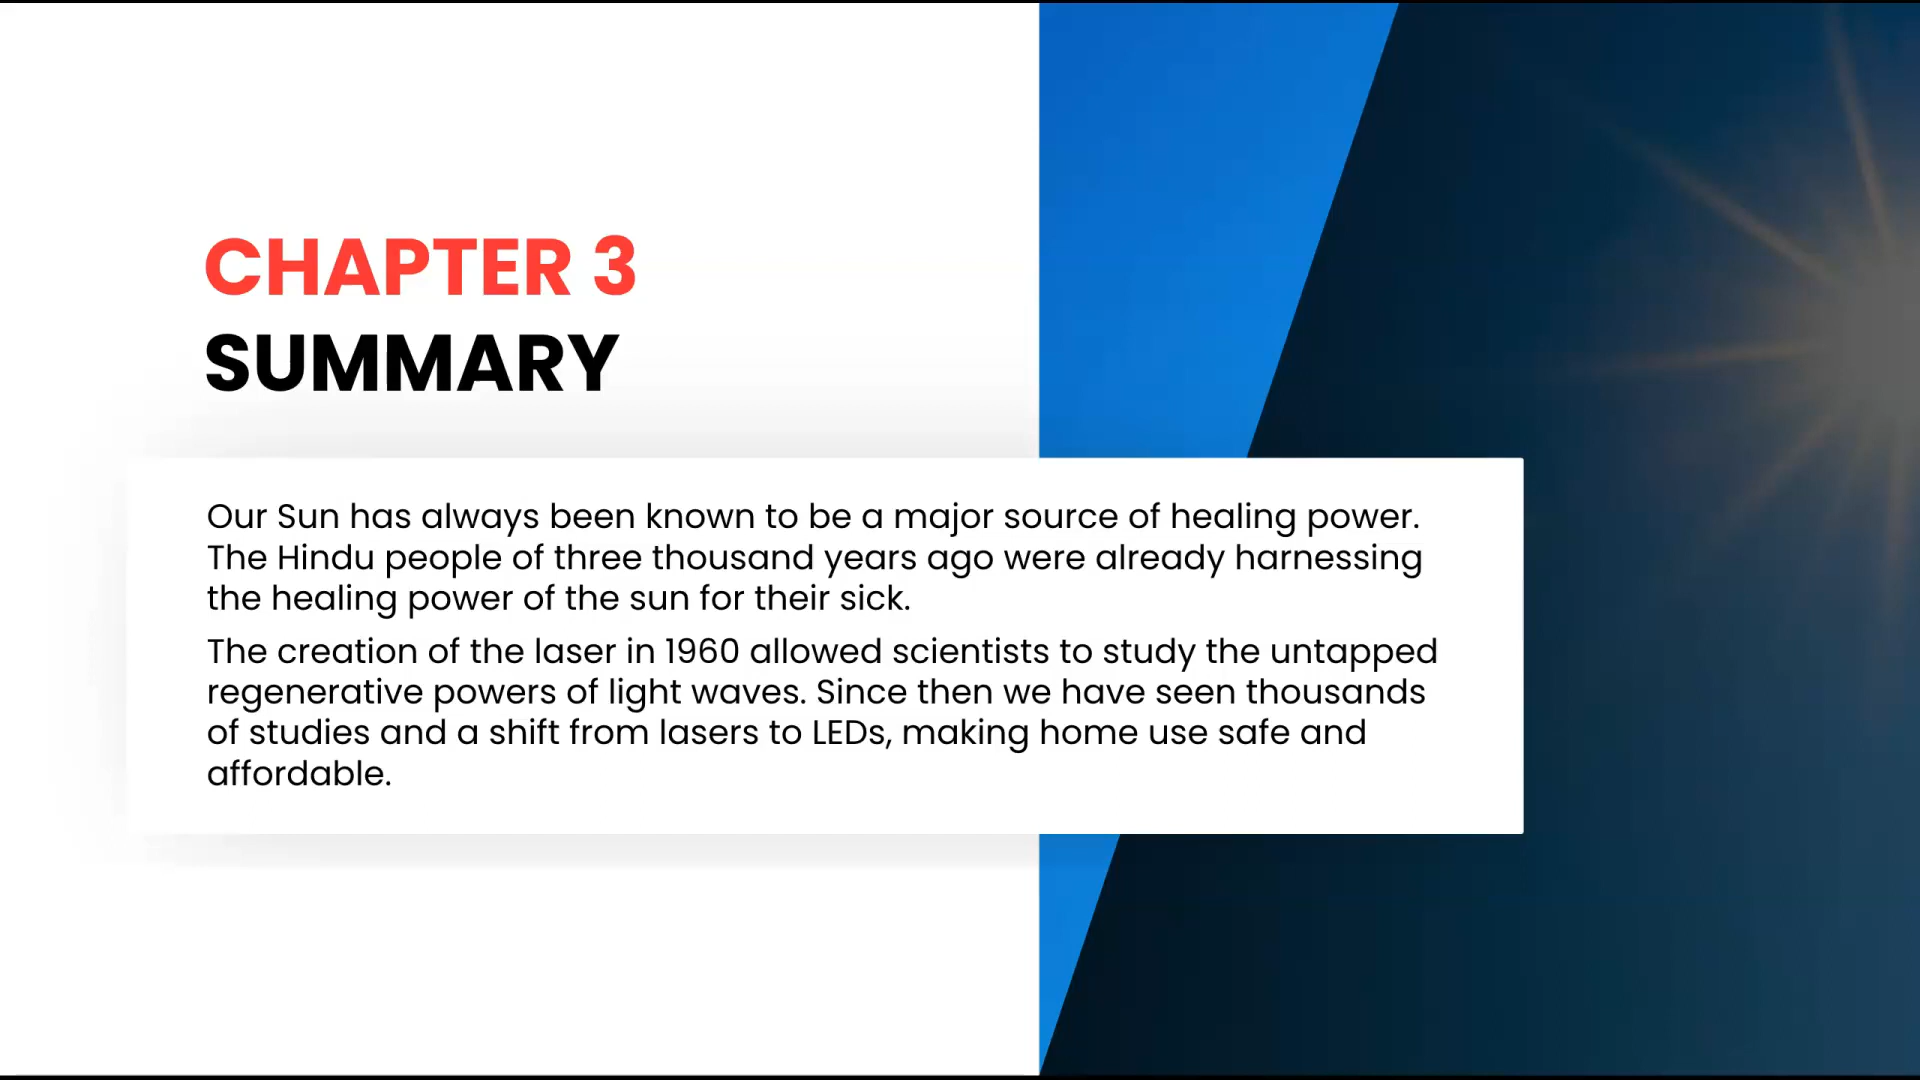 CHAPTER 3
SUMMARY
Our Sun has always been known to be a major source of healing power.
The Hindu people of three thousand years ago were already harnessing
the healing power of the sun for their sick.
The creation of the laser in 1960 allowed scientists to study the untapped
regenerative powers of light waves. Since then we have seen thousands
of studies and a shift from lasers to LEDs, making home use safe and
affordable.